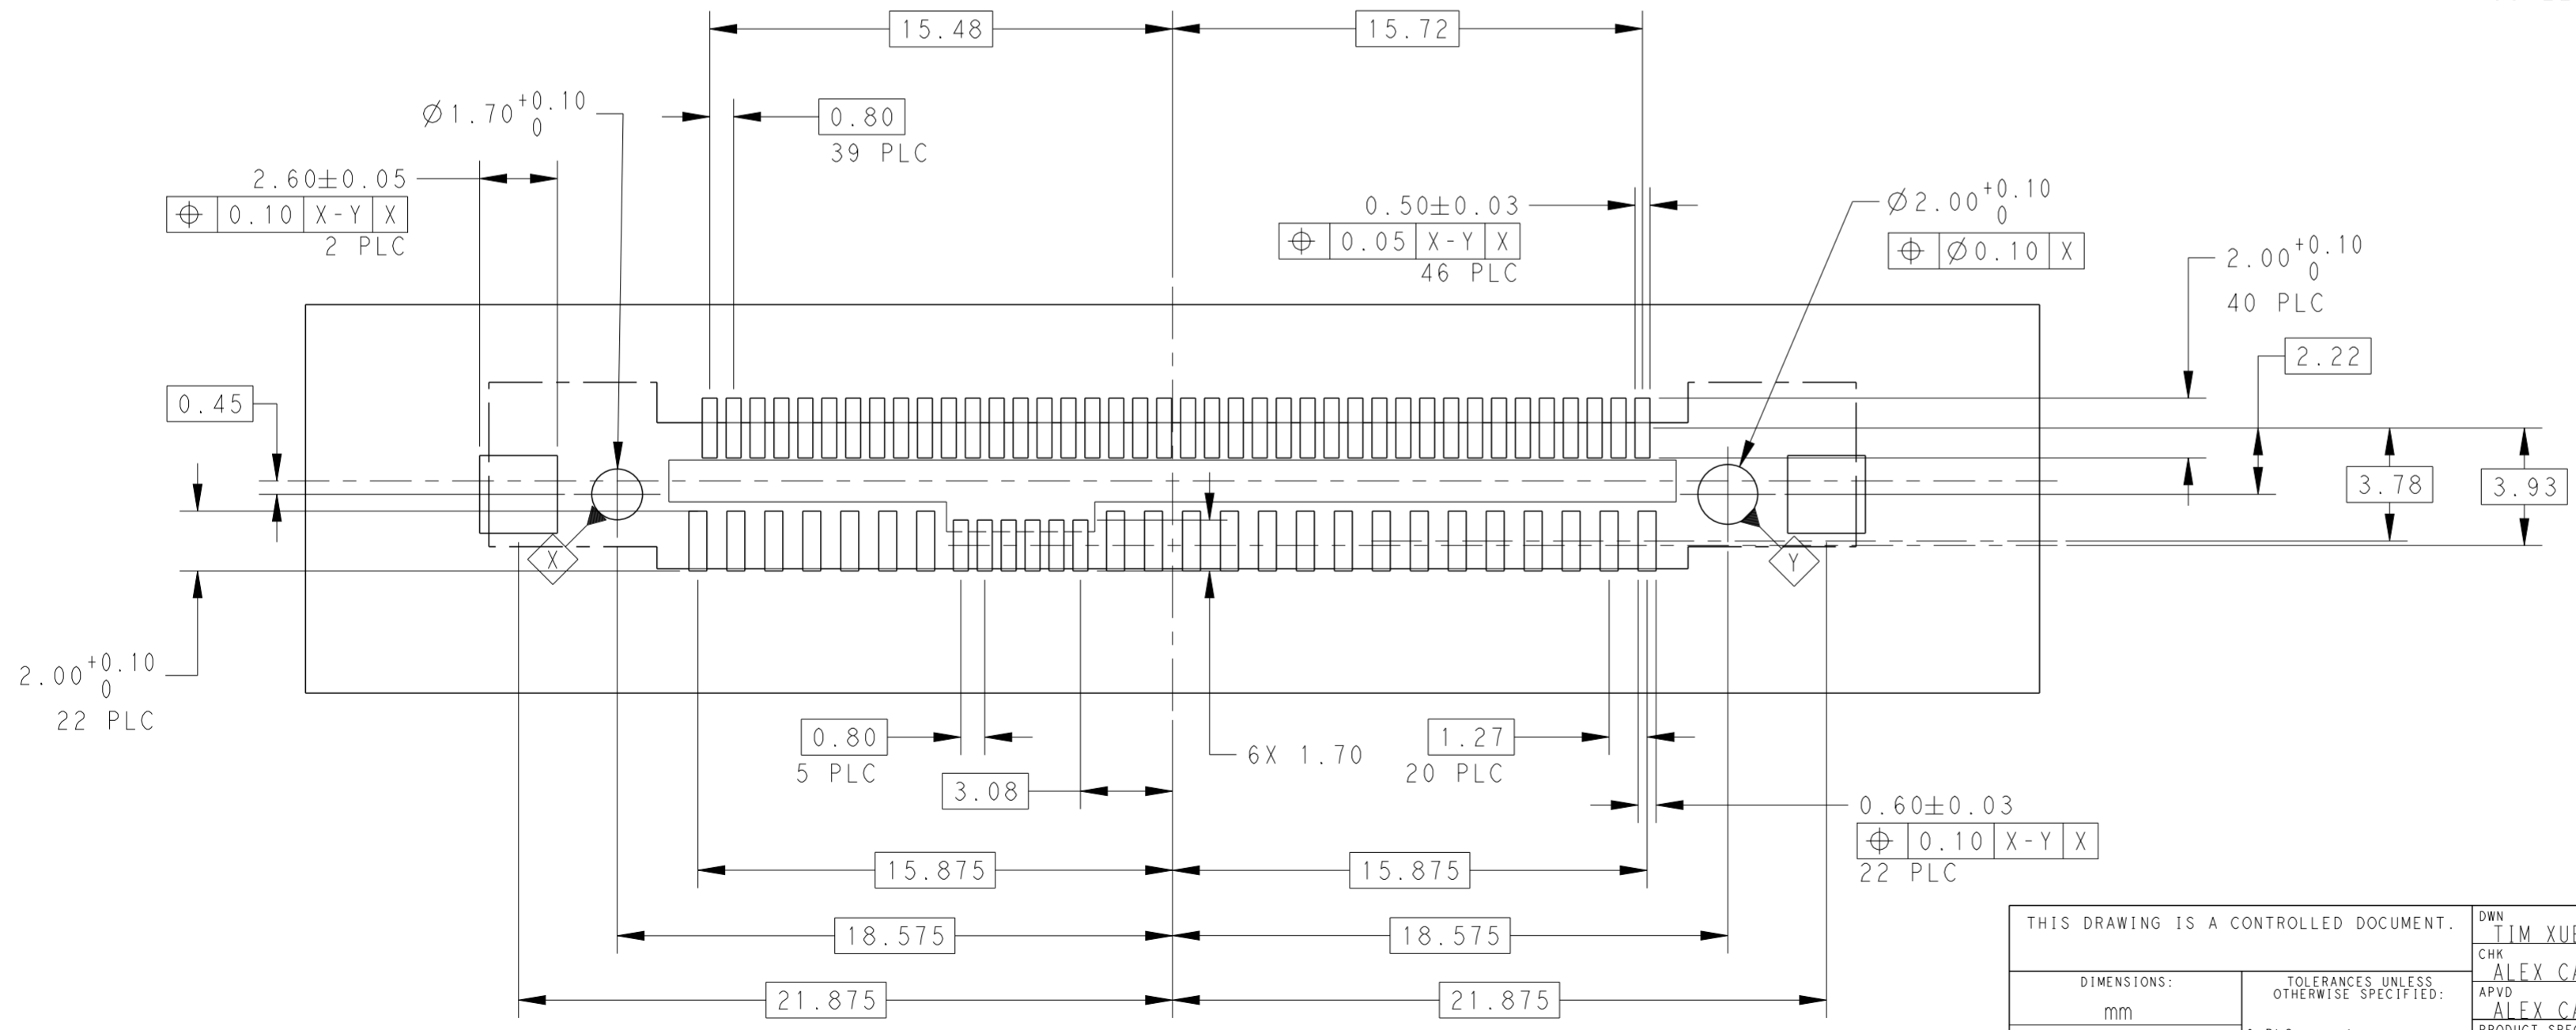 15.48
15.72
Ø1.70 +0.10 0
0.80
39 PLC
2.60±0.05
⌖ 0.10 X-Y X
2 PLC
0.50±0.03
⌖ 0.05 X-Y X
46 PLC
Ø2.00 +0.10 0
⌖ Ø0.10 X
2.00 +0.10 0
40 PLC
2.22
0.45
3.78
3.93
X
Y
2.00 +0.10 0
22 PLC
0.80
5 PLC
6X 1.70
1.27
20 PLC
3.08
0.60±0.03
⌖ 0.10 X-Y X
22 PLC
15.875
15.875
18.575
18.575
21.875
21.875
THIS DRAWING IS A CONTROLLED DOCUMENT.
DWN
TIM
CHK
ALEX
DIMENSIONS:
mm
TOLERANCES UNLESS
OTHERWISE SPECIFIED:
APVD
ALEX
PRODUCT